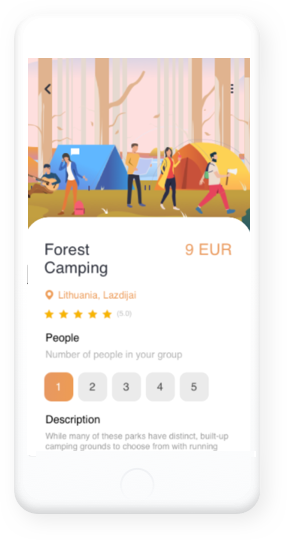 Forest
Camping
9 EUR
Lithuania, Lazdijai
(5.0)
People
Number of people in your group
1 2 3 4 5
Description
While many of these parks have distinct, built-up
camping grounds to choose from with running